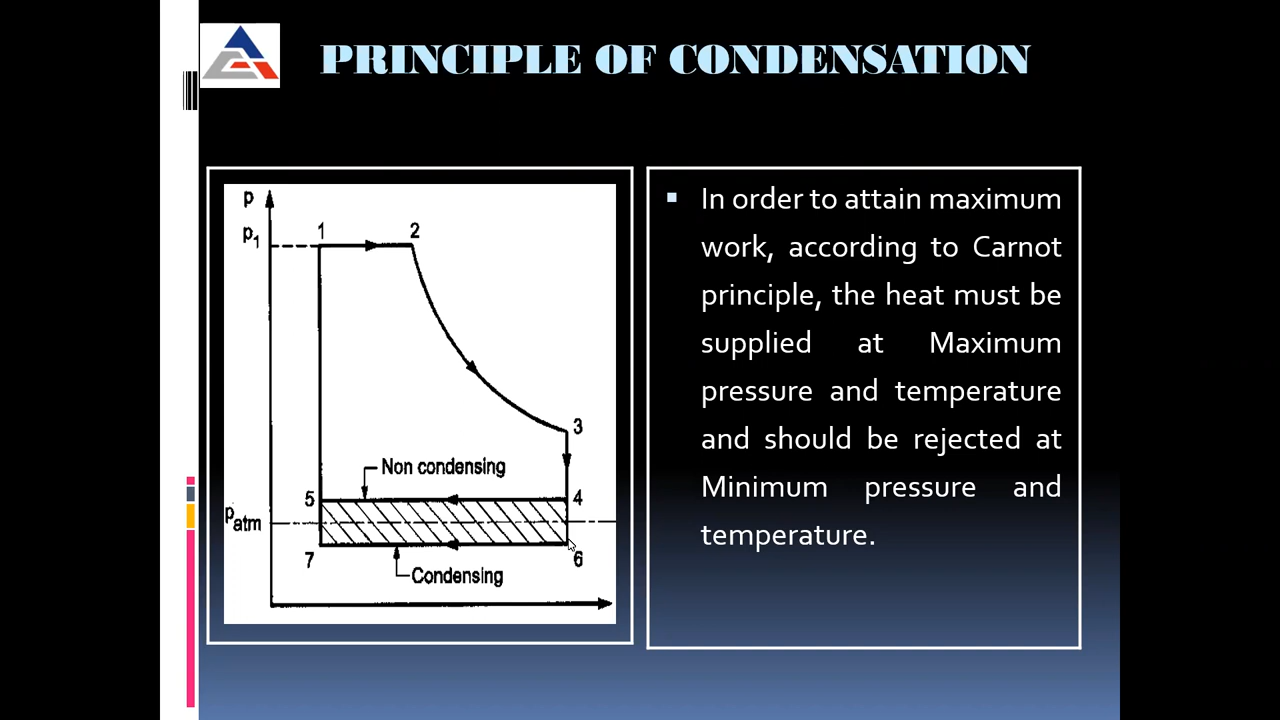 PRINCIPLE OF CONDENSATION
p
p1
1
2
3
Non condensing
5
4
patm
7
6
Condensing
▪ In order to attain maximum
work, according to Carnot
principle, the heat must be
supplied at Maximum
pressure and temperature
and should be rejected at
Minimum pressure and
temperature.